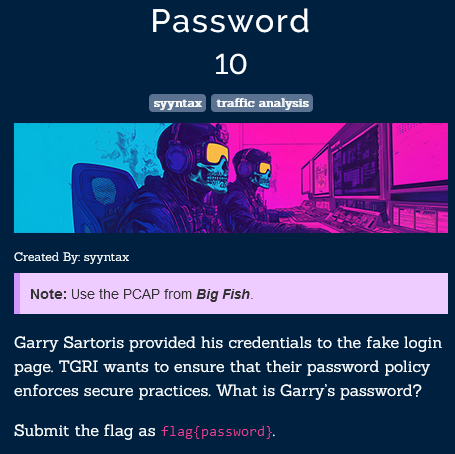 Password
10
syyntax traffic analysis
Created By: syyntax
Note: Use the PCAP from Big Fish.
Garry Sartoris provided his credentials to the fake login
page. TGRI wants to ensure that their password policy
enforces secure practices. What is Garry's password?
Submit the flag as flag{password}.